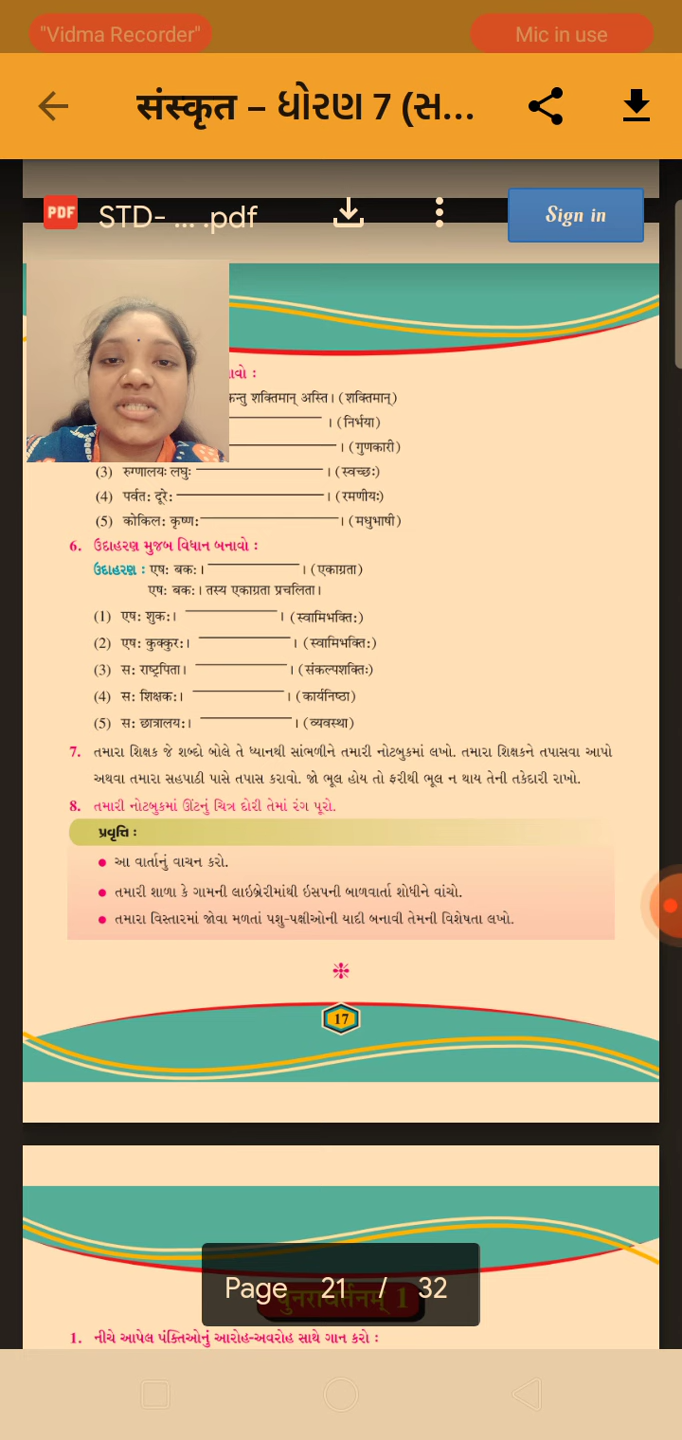 "Vidma Recorder"
Mic in use
संस्कृत – ધોરણ 7 (સ...
PDF STD- ... .pdf
Sign in
વો :
शक्तिमान् अस्ति। (शक्तिमान्)
। (निर्भया)
। (गुणकारी)
(3) रुग्णालयः लघुः । (स्वच्छः)
(4) पर्वत: दूरे: । (रमणीयः)
(5) कोकिल: कृष्ण: । (मधुभाषी)
6. ઉદાહરણ મુજબ વિધાન બનાવો :
ઉદાહરણ : एष: बक:। । (एकाग्रता)
एष: बक:। तस्य एकाग्रता प्रचलिता।
(1) एष: शुक:। । (स्वामिभक्ति:)
(2) एष: कुक्कुर:। । (स्वामिभक्ति:)
(3) स: राष्ट्रपिता। । (संकल्पशक्तिः)
(4) स: शिक्षक:। । (कार्यनिष्ठा)
(5) स: छात्रालय:। । (व्यवस्था)
7. તમારા શિક્ષક જે શબ્દો બોલે તે ધ્યાનથી સાંભળીને તમારી નોટબુકમાં લખો. તમારા શિક્ષકને તપાસવા આપો
અથવા તમારા સહપાઠી પાસે તપાસ કરાવો. જો ભૂલ હોય તો ફરીથી ભૂલ ન થાય તેની તકેદારી રાખો.
8. તમારી નોટબુકમાં ઊંટનું ચિત્ર દોરી તેમાં રંગ પૂરો.
પ્રવૃત્તિ :
● આ વાર્તાનું વાચન કરો.
● તમારી શાળા કે ગામની લાઇબ્રેરીમાંથી ઇસપની બાળવાર્તા શોધીને વાંચો.
● તમારા વિસ્તારમાં જોવા મળતાં પશુ-પક્ષીઓની યાદી બનાવી તેમની વિશેષતા લખો.
17
Page 21 / 32
पुनरावर्तनम् 1
1. નીચે આપેલ પંક્તિઓનું આરોહ-અવરોહ સાથે ગાન કરો :